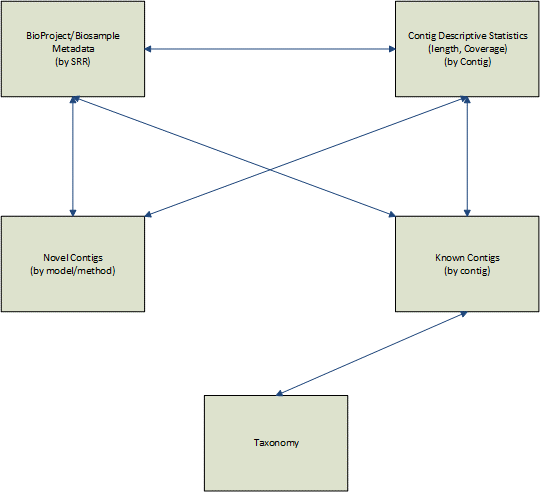 BioProject/Biosample
Metadata
(by SRR)
Contig Descriptive Statistics
(length, Coverage)
(by Contig)
Novel Contigs
(by model/method)
Known Contigs
(by contig)
Taxonomy